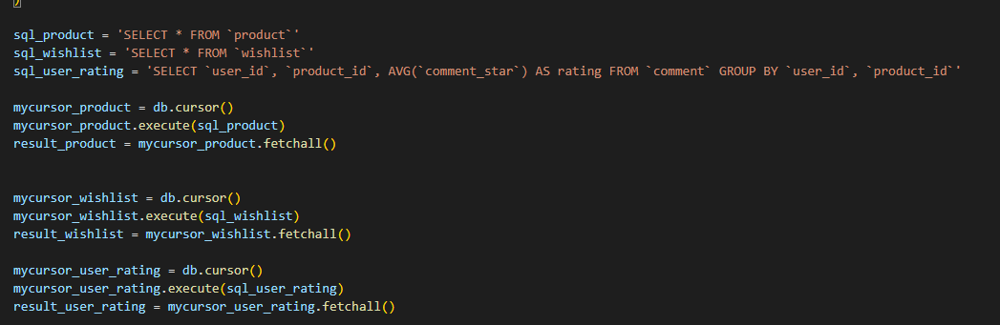 )
sql_product = 'SELECT * FROM `product`'
sql_wishlist = 'SELECT * FROM `wishlist`'
sql_user_rating = 'SELECT `user_id`, `product_id`, AVG(`comment_star`) AS rating FROM `comment` GROUP BY `user_id`, `product_id`'
mycursor_product = db.cursor()
mycursor_product.execute(sql_product)
result_product = mycursor_product.fetchall()
mycursor_wishlist = db.cursor()
mycursor_wishlist.execute(sql_wishlist)
result_wishlist = mycursor_wishlist.fetchall()
mycursor_user_rating = db.cursor()
mycursor_user_rating.execute(sql_user_rating)
result_user_rating = mycursor_user_rating.fetchall()